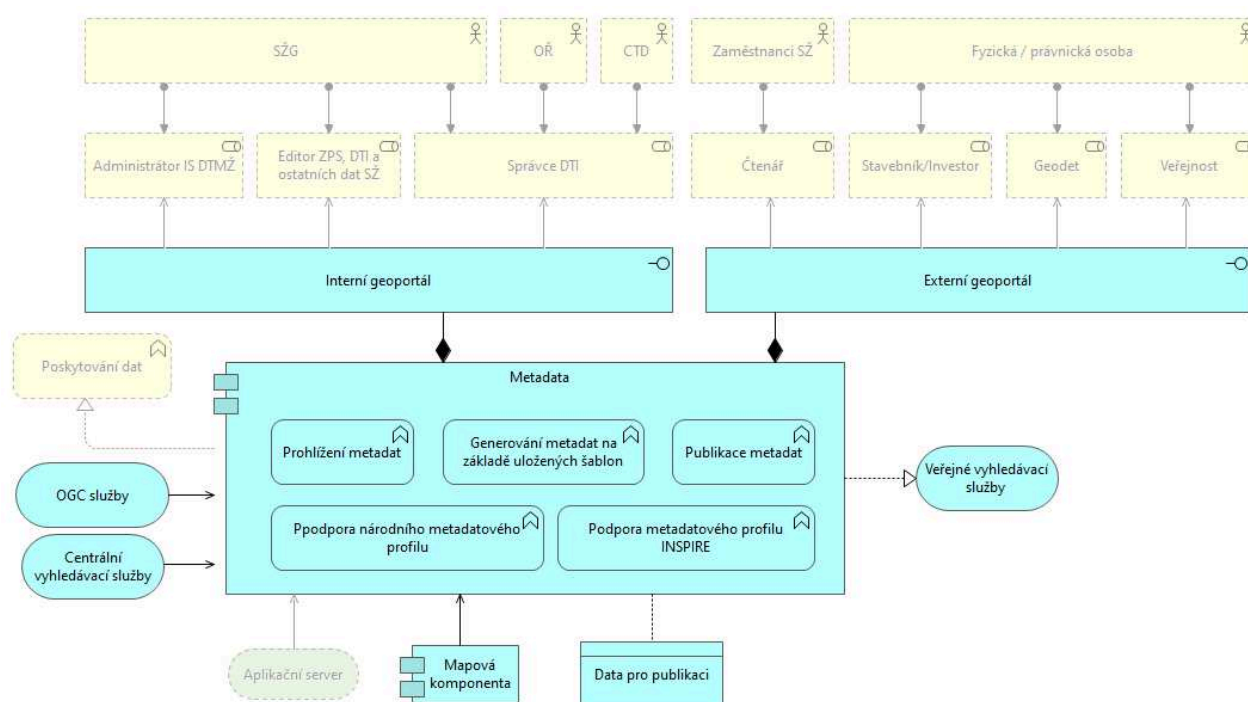 SŽG
OŘ
CTD
Zaměstnanci SŽ
Fyzická / právnická osoba
Administrátor IS DTMŽ
Editor ZPS, DTI a
ostatních dat SŽ
Správce DTI
Čtenář
Stavebník/Investor
Geodet
Veřejnost
Interní geoportál
Externí geoportál
Poskytování dat
Metadata
Prohlížení metadat
Generování metadat na
základě uložených šablon
Publikace metadat
OGC služby
Veřejné vyhledávací
služby
Ppodpora národního metadatového
profilu
Podpora metadatového profilu
INSPIRE
Centrální
vyhledávací služby
Aplikační server
Mapová
komponenta
Data pro publikaci